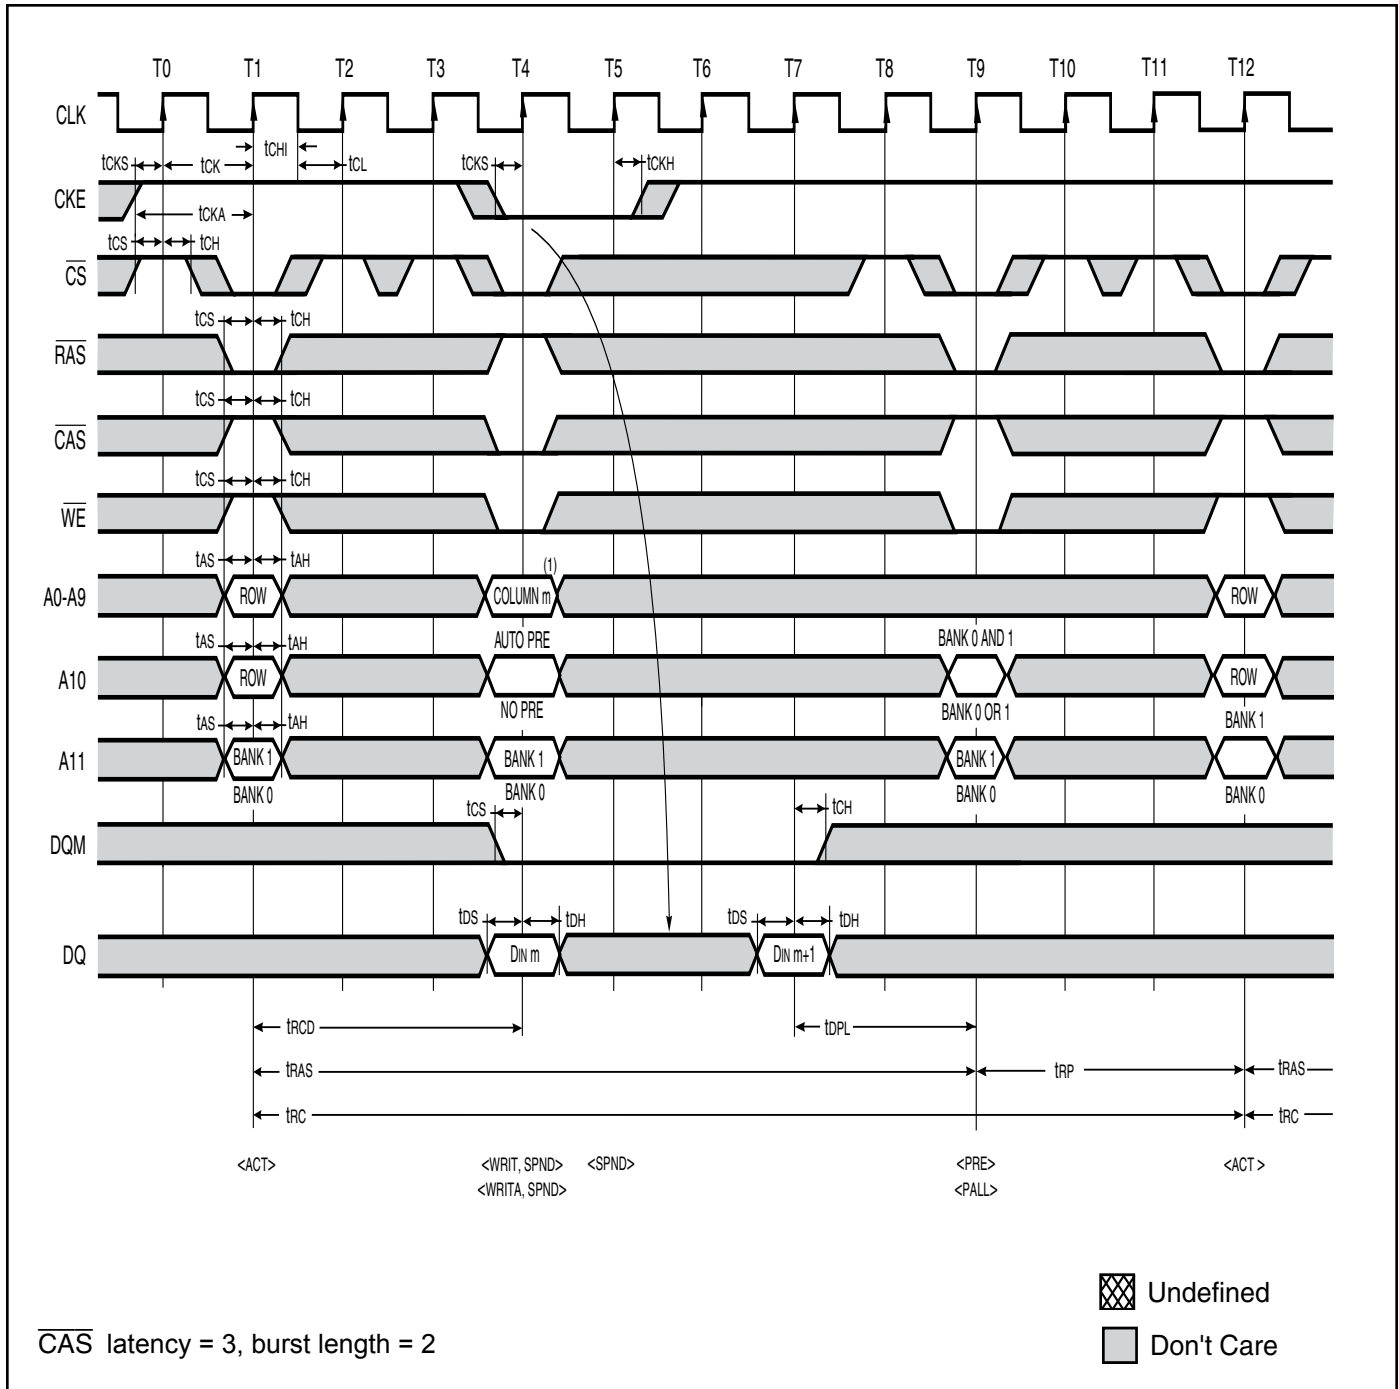 T0 T1 T2 T3 T4 T5 T6 T7 T8 T9 T10 T11 T12
CLK
tCHI
tCKS tCK tCL tCKS tCKH
CKE
tCKA
tCS tCH
CS
tCS tCH
RAS
tCS tCH
CAS
tCS tCH
WE
tAS tAH (1)
A0-A9 ROW COLUMN m ROW
tAS tAH AUTO PRE BANK 0 AND 1
A10 ROW ROW
NO PRE BANK 0 OR 1 BANK 1
tAS tAH
A11 BANK 1 BANK 1 BANK 1
BANK 0 BANK 0 BANK 0 BANK 0
tCS tCH
DQM
tDS tDH tDS tDH
DQ DIN m DIN m+1
tRCD tDPL
tRAS tRP tRAS
tRC tRC
<ACT> <WRIT, SPND> <SPND> <PRE> <ACT >
<WRITA, SPND> <PALL>
Undefined
CAS latency = 3, burst length = 2
Don't Care